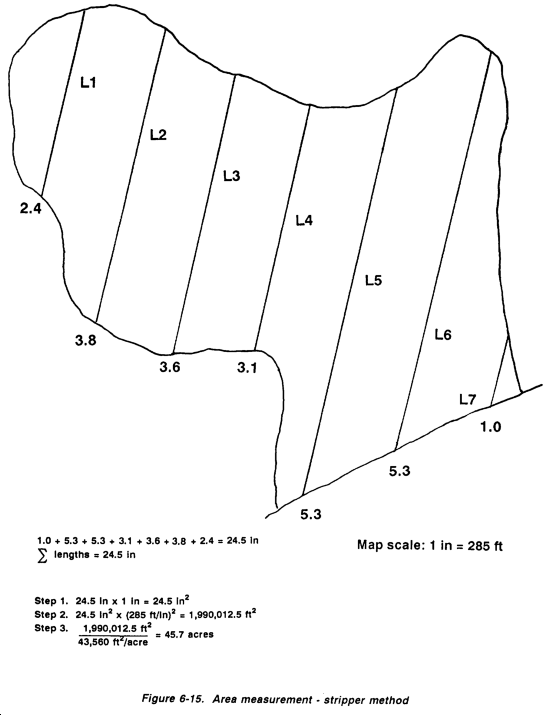 L1
L2
L3
L4
L5
L6
L7
2.4
3.8
3.6
3.1
5.3
5.3
1.0
1.0 + 5.3 + 5.3 + 3.1 + 3.6 + 3.8 + 2.4 = 24.5 in
∑ lengths = 24.5 in
Map scale: 1 in = 285 ft
Step 1. 24.5 in x 1 in = 24.5 in²
Step 2. 24.5 in² x (285 ft/in)² = 1,990,012.5 ft²
Step 3. 1,990,012.5 ft² / 43,560 ft²/acre = 45.7 acres
Figure 6-15. Area measurement - stripper method